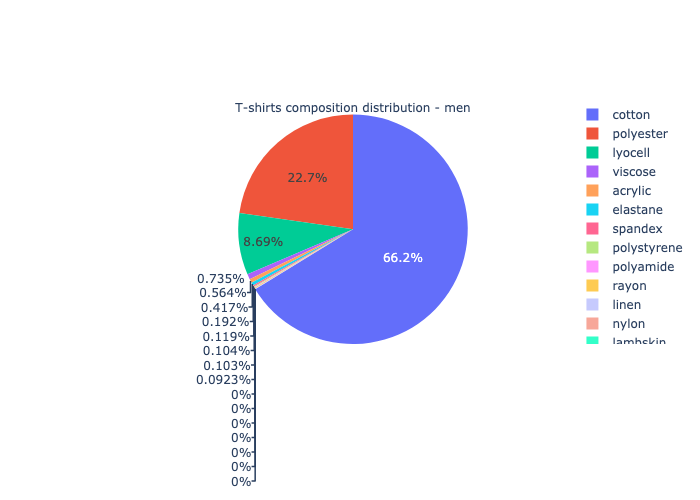 T-shirts composition distribution - men
66.2%
22.7%
8.69%
0.735%
0.564%
0.417%
0.192%
0.119%
0.104%
0.103%
0.0923%
0%
0%
0%
0%
0%
0%
0%
cotton
polyester
lyocell
viscose
acrylic
elastane
spandex
polystyrene
polyamide
rayon
linen
nylon
lambskin